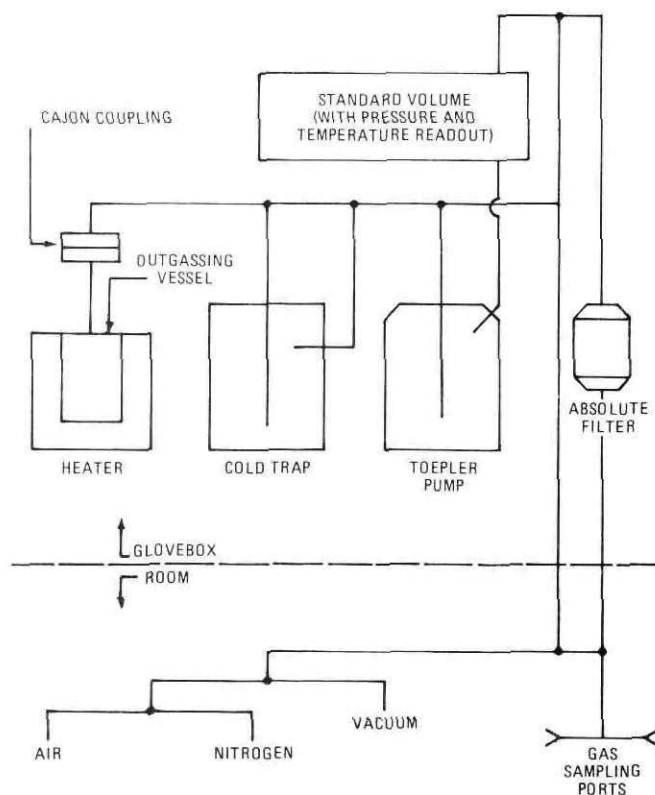 STANDARD VOLUME
(WITH PRESSURE AND
TEMPERATURE READOUT)
CAJON COUPLING
OUTGASSING
VESSEL
ABSOLUTE
FILTER
HEATER
COLD TRAP
TOEPLER
PUMP
GLOVEBOX
ROOM
VACUUM
AIR
NITROGEN
GAS
SAMPLING
PORTS